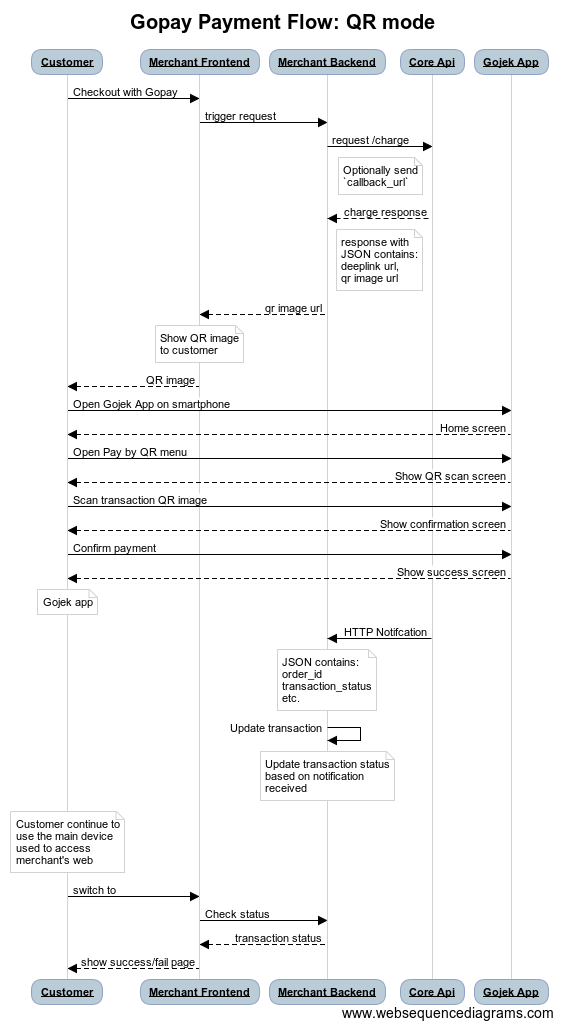 Gopay Payment Flow: QR mode
Customer
Merchant Frontend
Merchant Backend
Core Api
Gojek App
Checkout with Gopay
trigger request
request /charge
Optionally send
`callback_url`
charge response
response with
JSON contains:
deeplink url,
qr image url
qr image url
Show QR image
to customer
QR image
Open Gojek App on smartphone
Home screen
Open Pay by QR menu
Show QR scan screen
Scan transaction QR image
Show confirmation screen
Confirm payment
Show success screen
Gojek app
HTTP Notifcation
JSON contains:
order_id
transaction_status
etc.
Update transaction
Update transaction status
based on notification
received
Customer continue to
use the main device
used to access
merchant's web
switch to
Check status
transaction status
show success/fail page
Customer
Merchant Frontend
Merchant Backend
Core Api
Gojek App
www.websequencediagrams.com